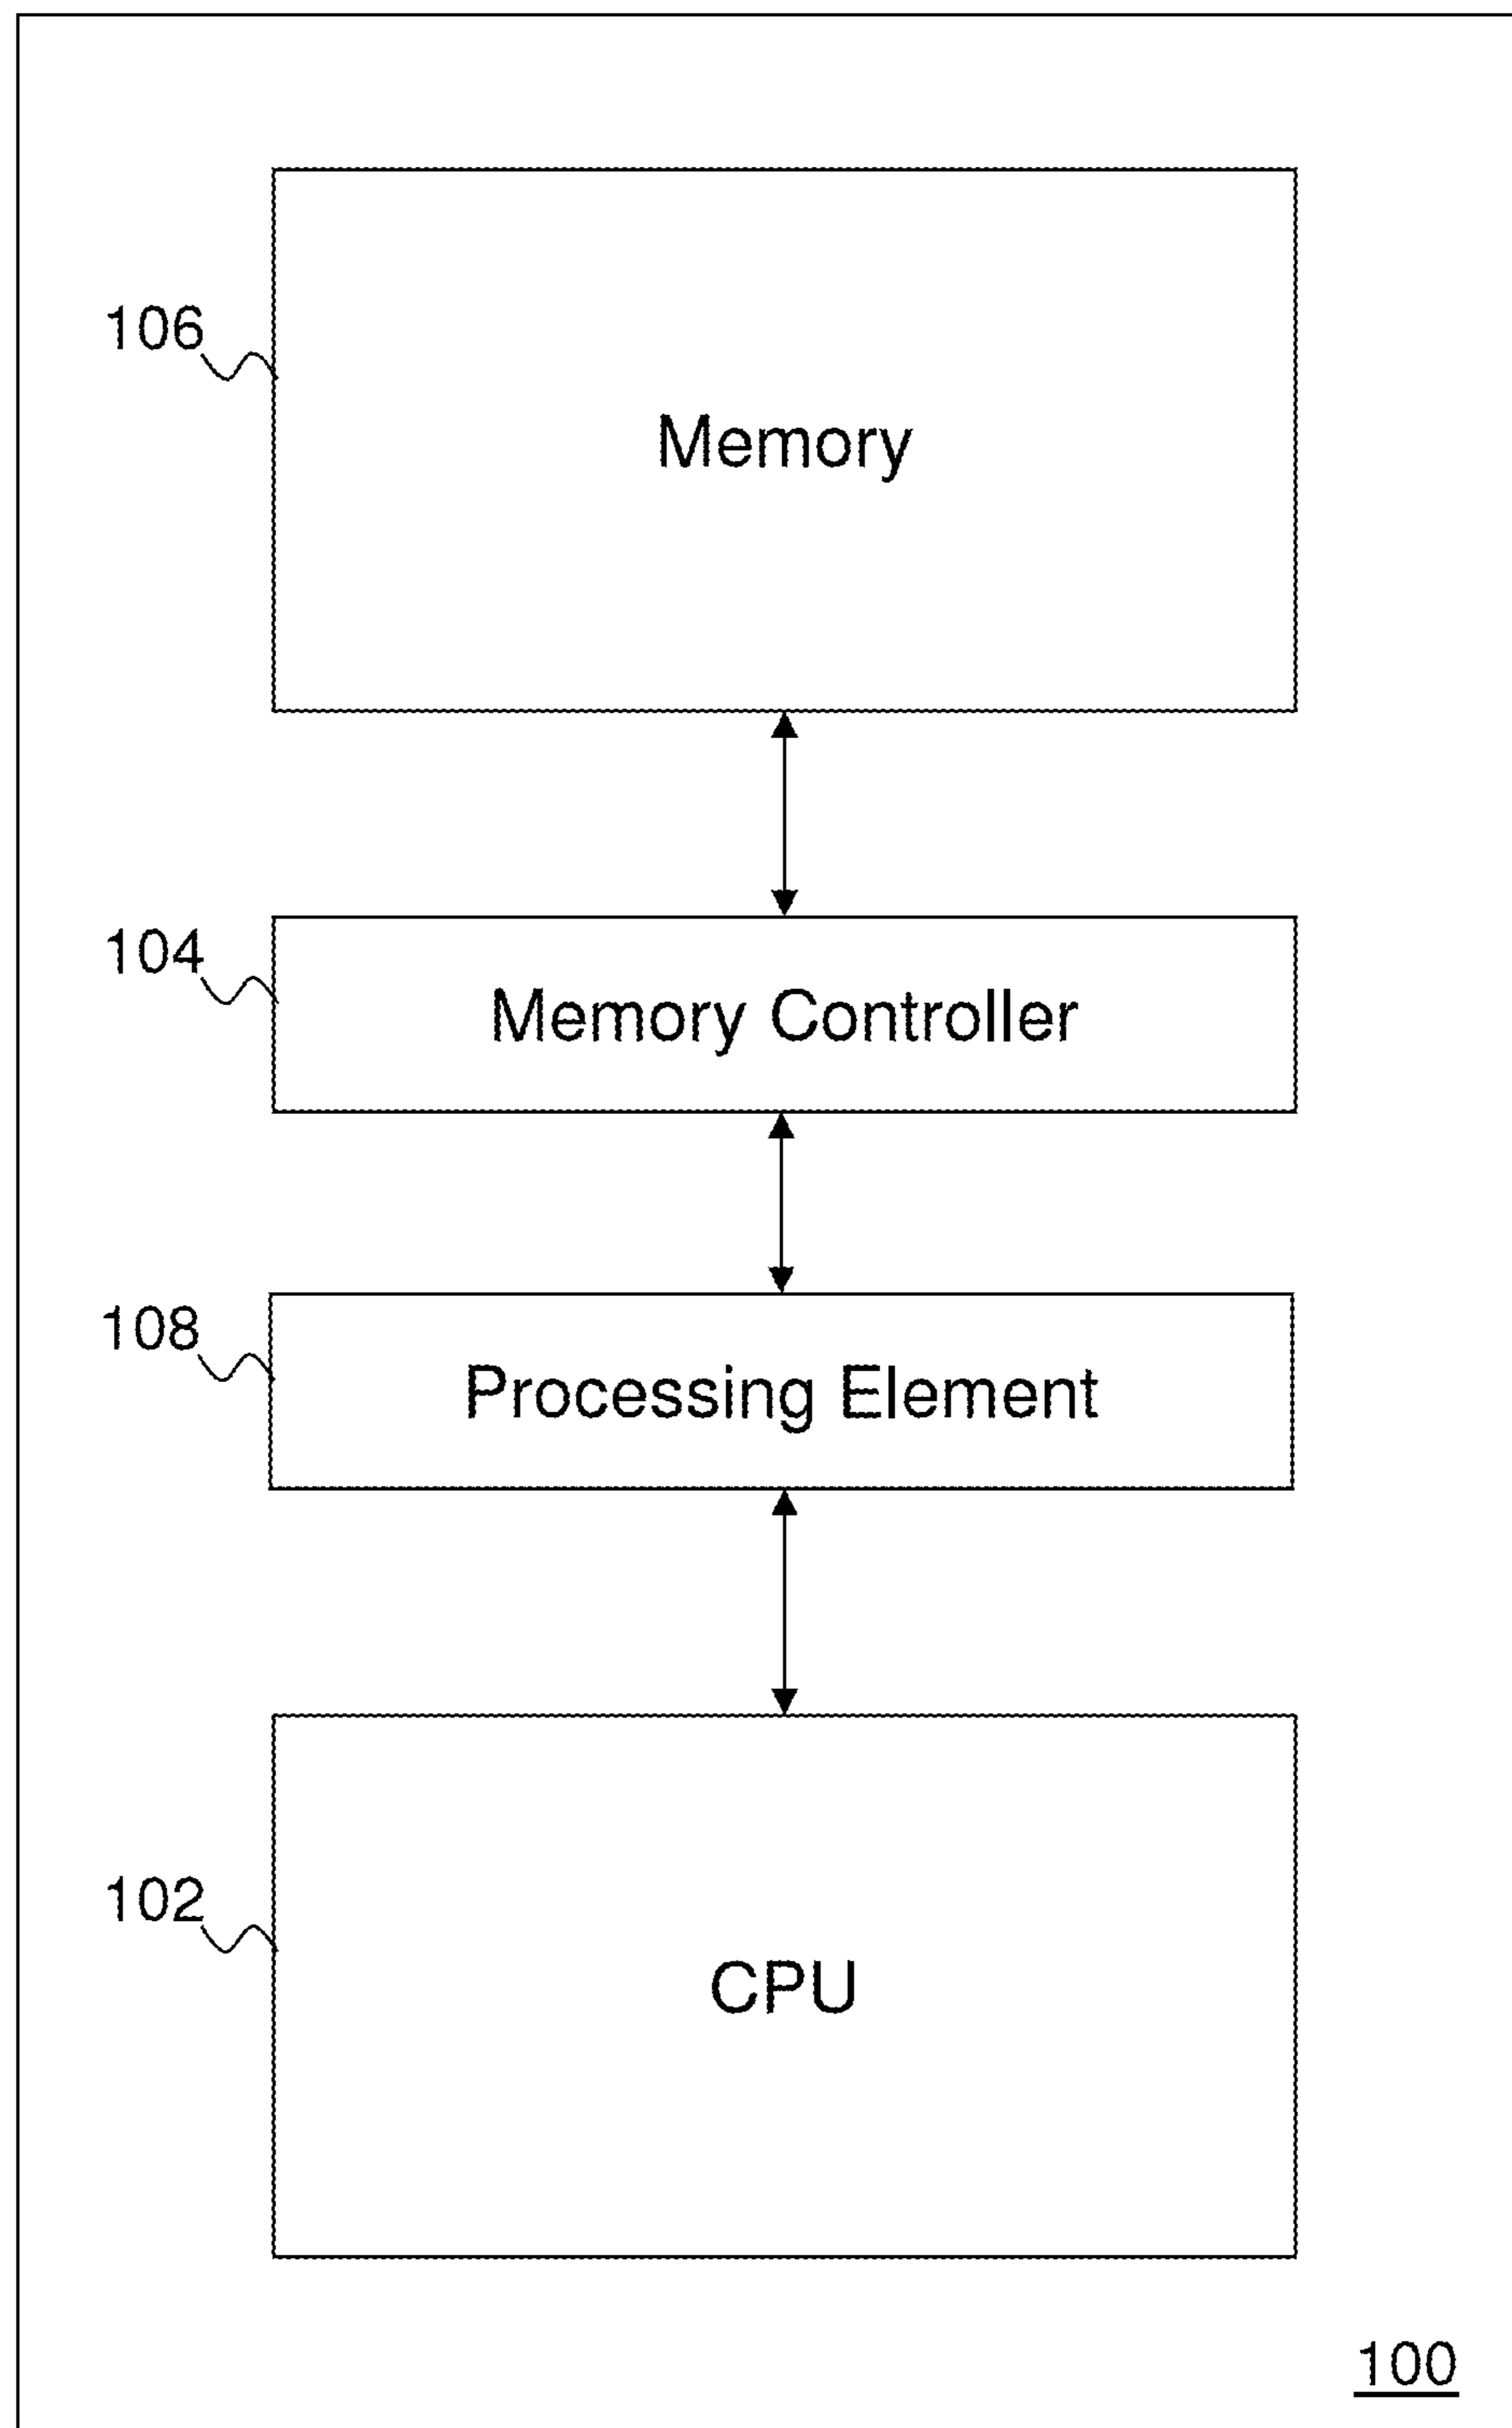 106
Memory
104
Memory Controller
108
Processing Element
102
CPU
100